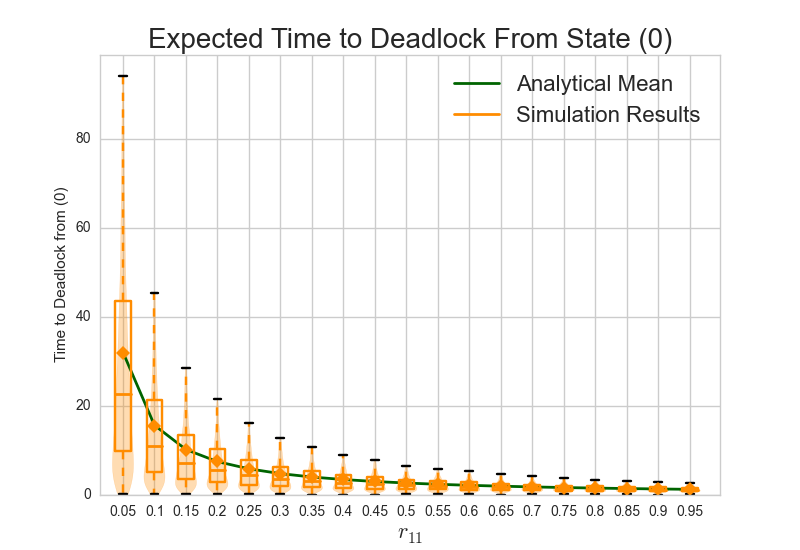 Expected Time to Deadlock From State (0)
Analytical Mean
Simulation Results
Time to Deadlock from (0)
80
60
40
20
0
0.05 0.1 0.15 0.2 0.25 0.3 0.35 0.4 0.45 0.5 0.55 0.6 0.65 0.7 0.75 0.8 0.85 0.9 0.95
r11